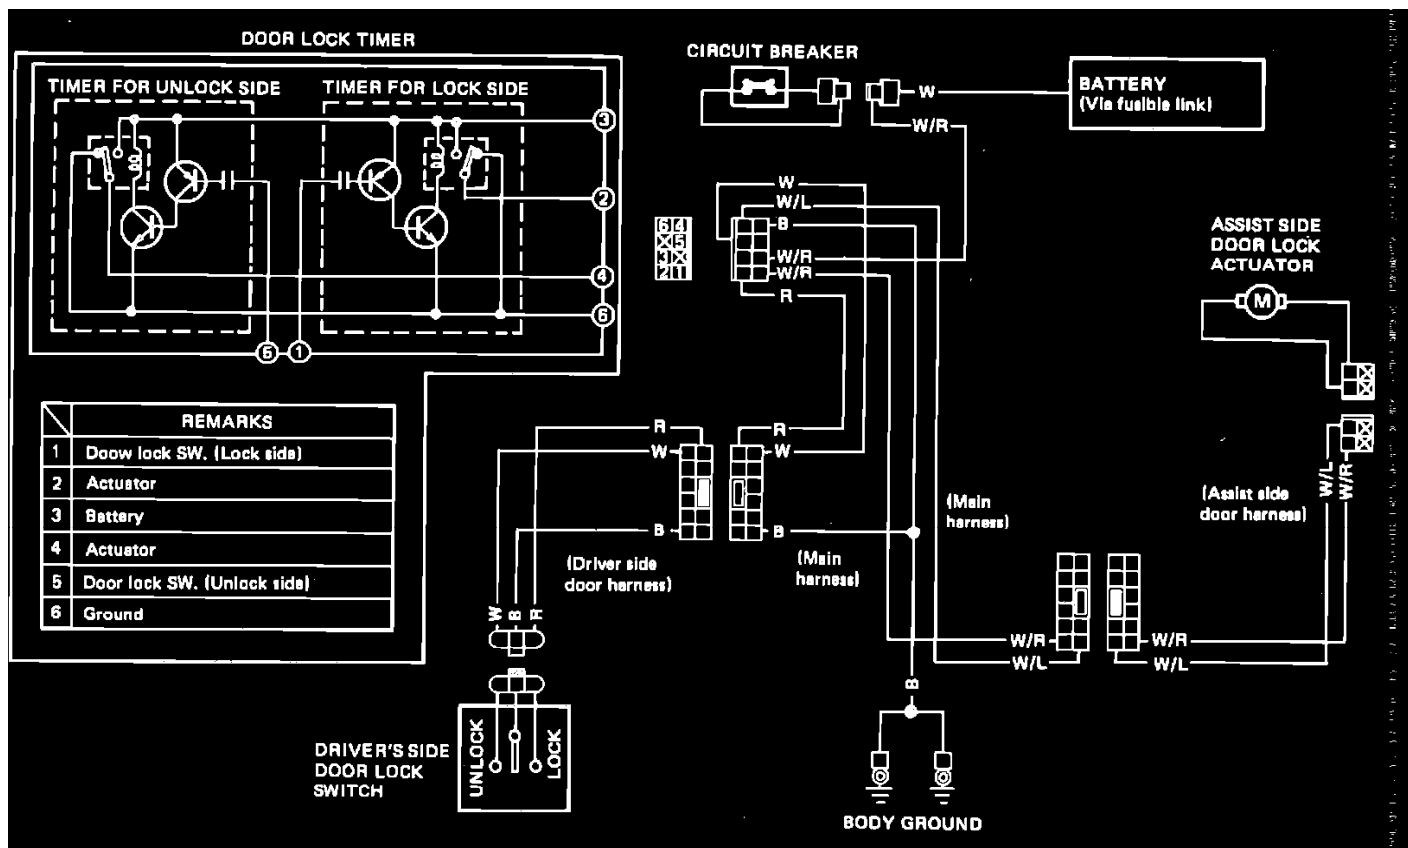 DOOR LOCK TIMER
TIMER FOR UNLOCK SIDE
TIMER FOR LOCK SIDE
3
2
4
6
5
1
REMARKS
1 Doow lock SW. (Lock side)
2 Actuator
3 Battery
4 Actuator
5 Door lock SW. (Unlock side)
6 Ground
CIRCUIT BREAKER
W
W/R
BATTERY
(Via fusible link)
W
W/L
B
W/R
W/R
R
6 4
5
3
2 1
ASSIST SIDE
DOOR LOCK
ACTUATOR
M
R
W
B
R
W
B
(Driver side
door harness)
(Main
harness)
(Main
harness)
(Assist side
door harness)
W/L
W/R
W/R
W/L
W/R
W/L
W
B
R
UNLOCK
LOCK
DRIVER'S SIDE
DOOR LOCK
SWITCH
B
BODY GROUND